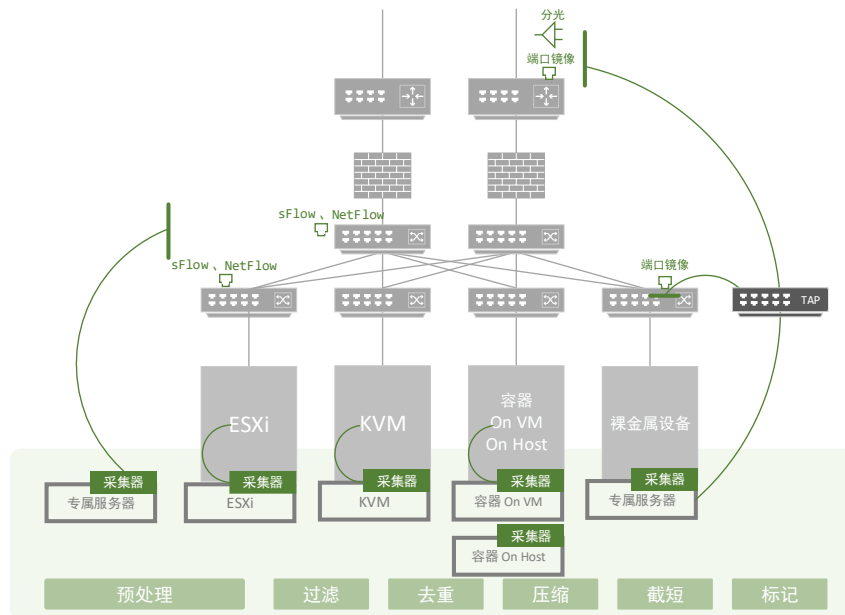 分光
端口镜像
sFlow、NetFlow
sFlow、NetFlow
端口镜像
TAP
ESXi
KVM
容器
On VM
On Host
裸金属设备
采集器
专属服务器
采集器
ESXi
采集器
KVM
采集器
容器 On VM
采集器
专属服务器
采集器
容器 On Host
预处理
过滤
去重
压缩
截短
标记